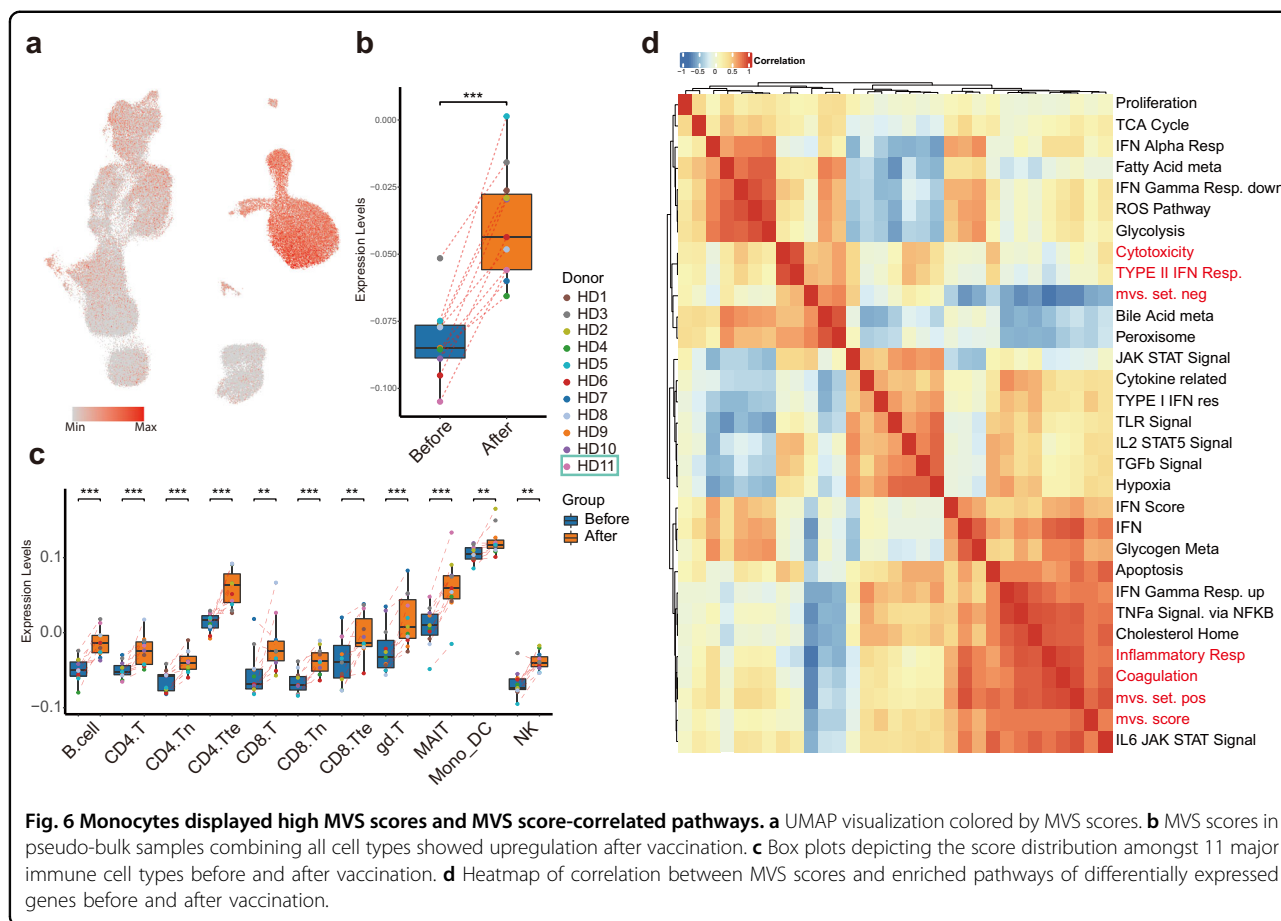 a
Min Max
b
***
Expression Levels
0.000
−0.025
−0.050
−0.075
−0.100
Before After
Donor
HD1
HD3
HD2
HD4
HD5
HD6
HD7
HD8
HD9
HD10
HD11
Group
Before
After
c
*** *** *** *** ** *** ** *** *** ** **
Expression Levels
0.1
0.0
−0.1
B.cell CD4.T CD4.Tn CD4.Tte CD8.T CD8.Tn CD8.Tte gd.T MAIT Mono_DC NK
d
Correlation
−1 −0.5 0 0.5 1
Proliferation
TCA Cycle
IFN Alpha Resp
Fatty Acid meta
IFN Gamma Resp. down
ROS Pathway
Glycolysis
Cytotoxicity
TYPE II IFN Resp.
mvs. set. neg
Bile Acid meta
Peroxisome
JAK STAT Signal
Cytokine related
TYPE I IFN res
TLR Signal
IL2 STAT5 Signal
TGFb Signal
Hypoxia
IFN Score
IFN
Glycogen Meta
Apoptosis
IFN Gamma Resp. up
TNFa Signal. via NFKB
Cholesterol Home
Inflammatory Resp
Coagulation
mvs. set. pos
mvs. score
IL6 JAK STAT Signal
Fig. 6 Monocytes displayed high MVS scores and MVS score-correlated pathways. a UMAP visualization colored by MVS scores. b MVS scores in
pseudo-bulk samples combining all cell types showed upregulation after vaccination. c Box plots depicting the score distribution amongst 11 major
immune cell types before and after vaccination. d Heatmap of correlation between MVS scores and enriched pathways of differentially expressed
genes before and after vaccination.